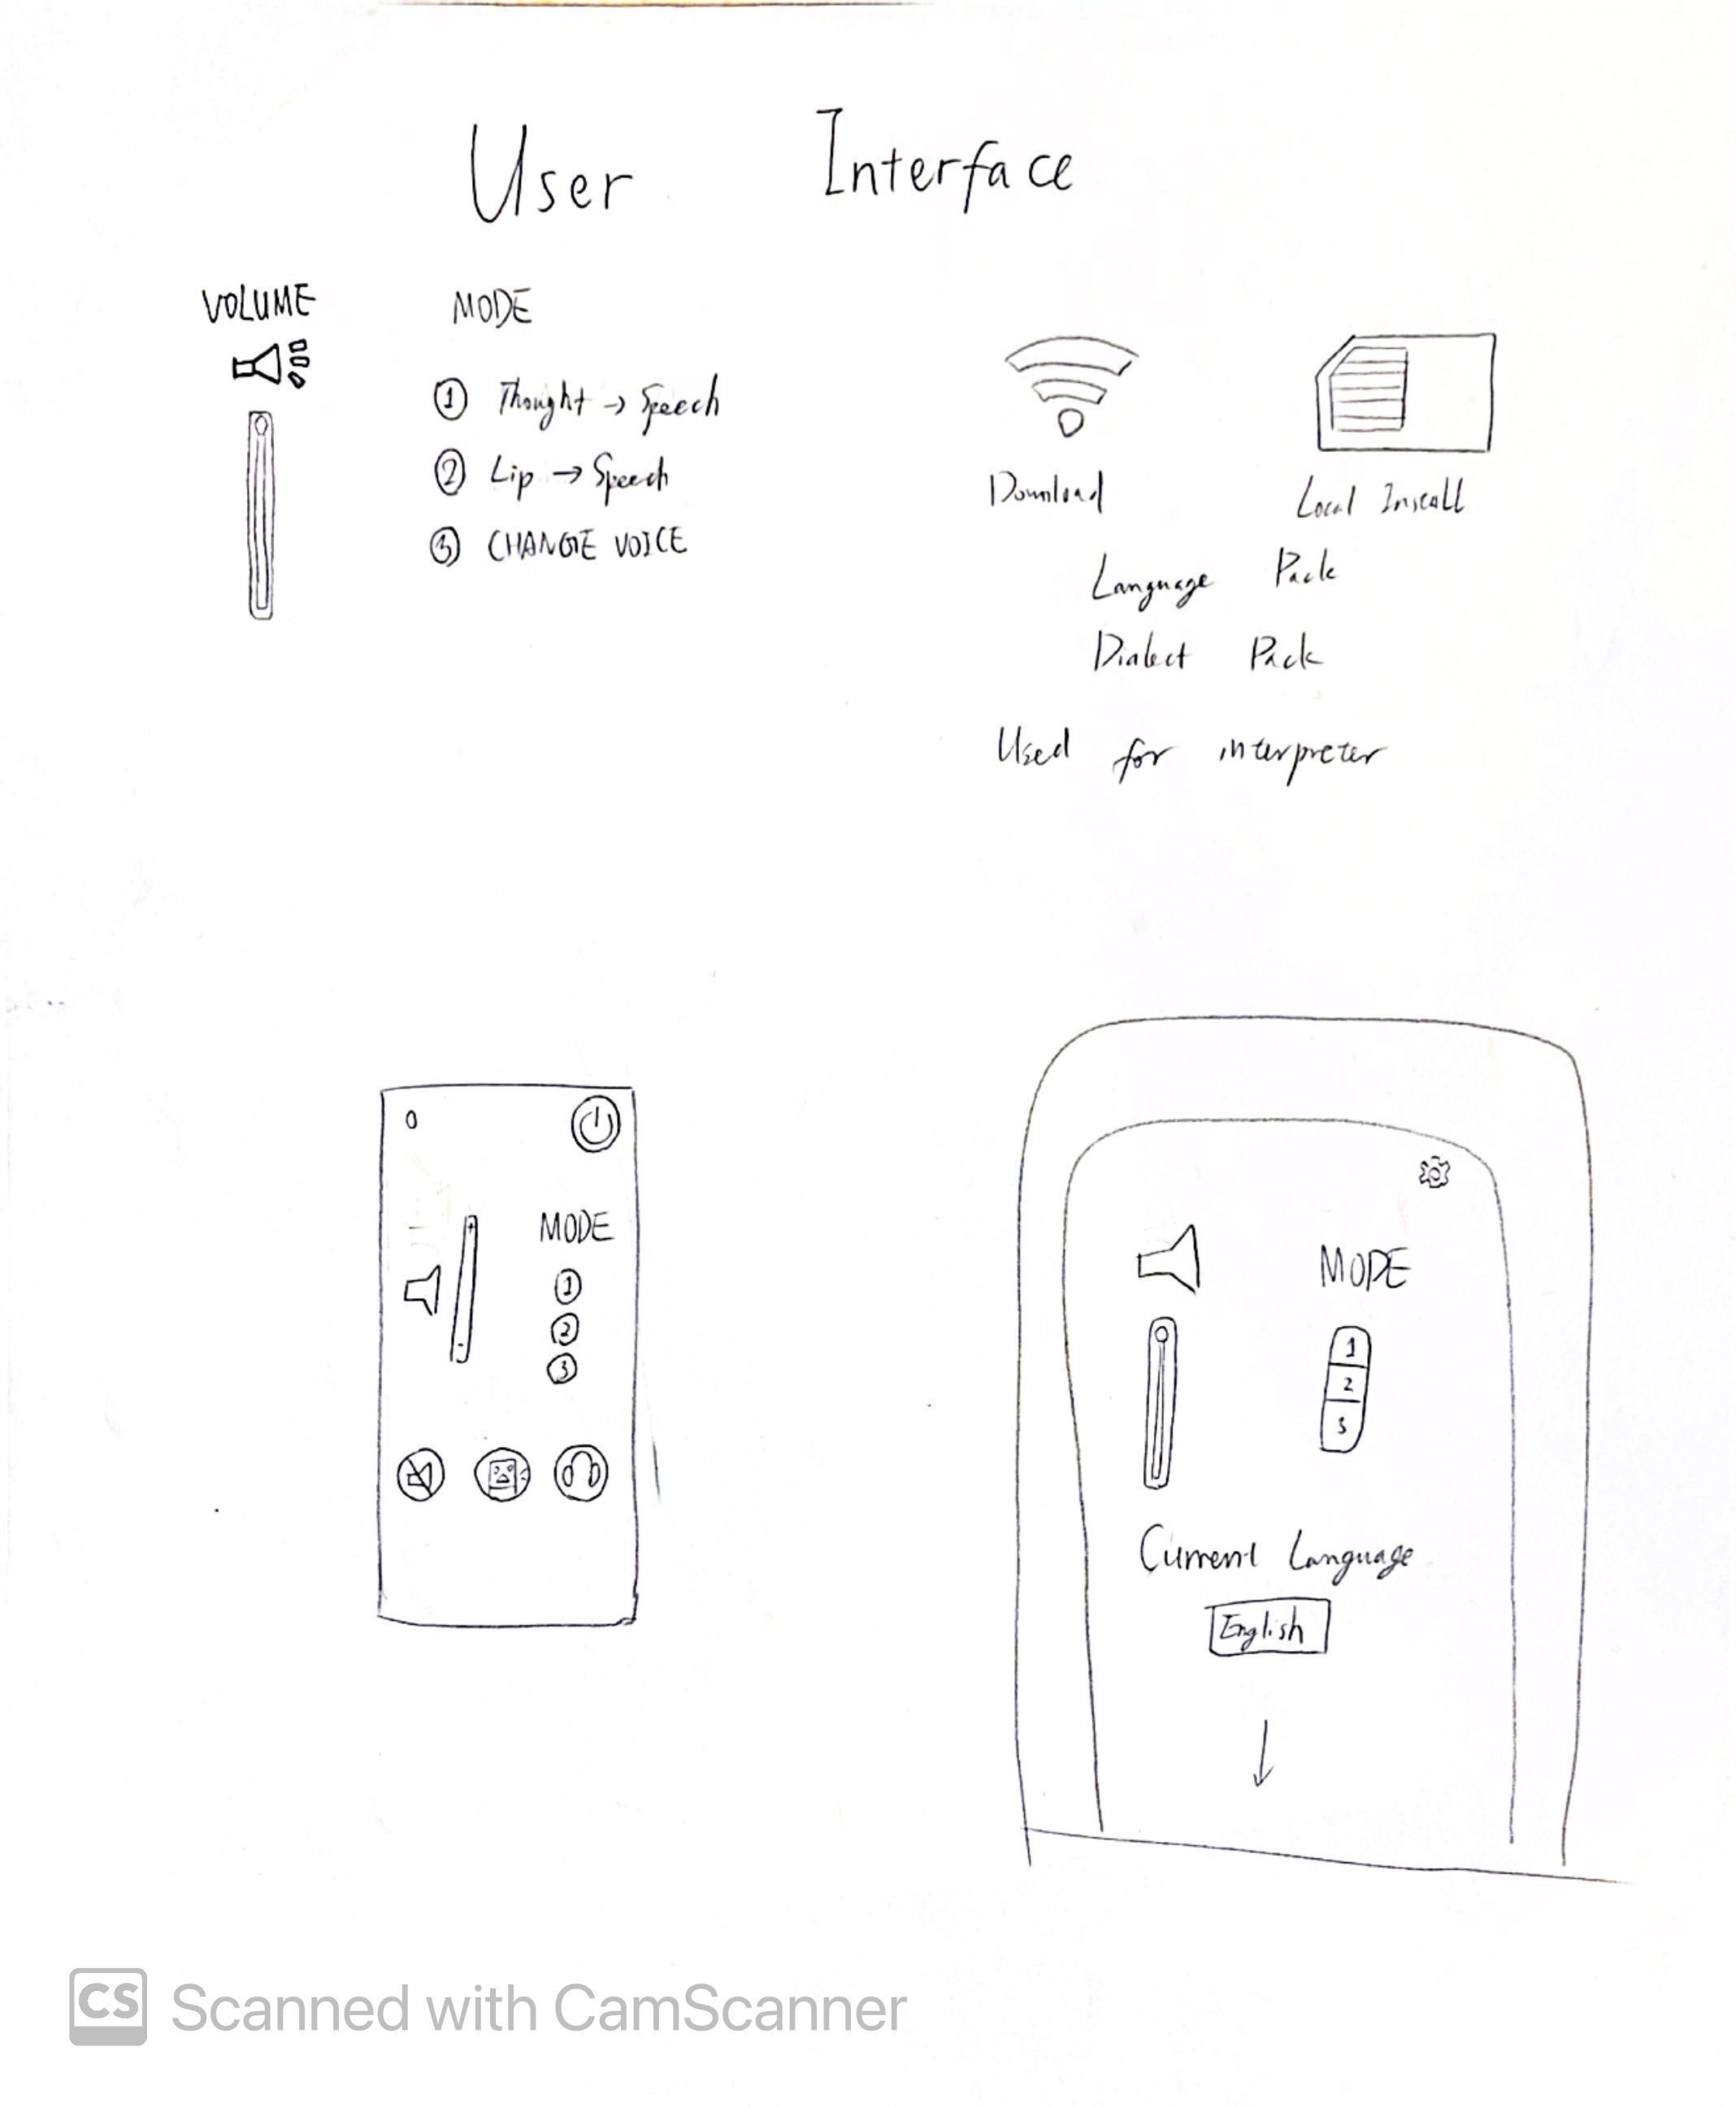 User Interface
VOLUME
MODE
① Thought → Speech
② Lip → Speech
③ CHANGE VOICE
Download
Local Install
Language Pack
Dialect Pack
Used for interpreter
+
-
MODE
①
②
③
MODE
1
2
3
Current Language
English
CS Scanned with CamScanner